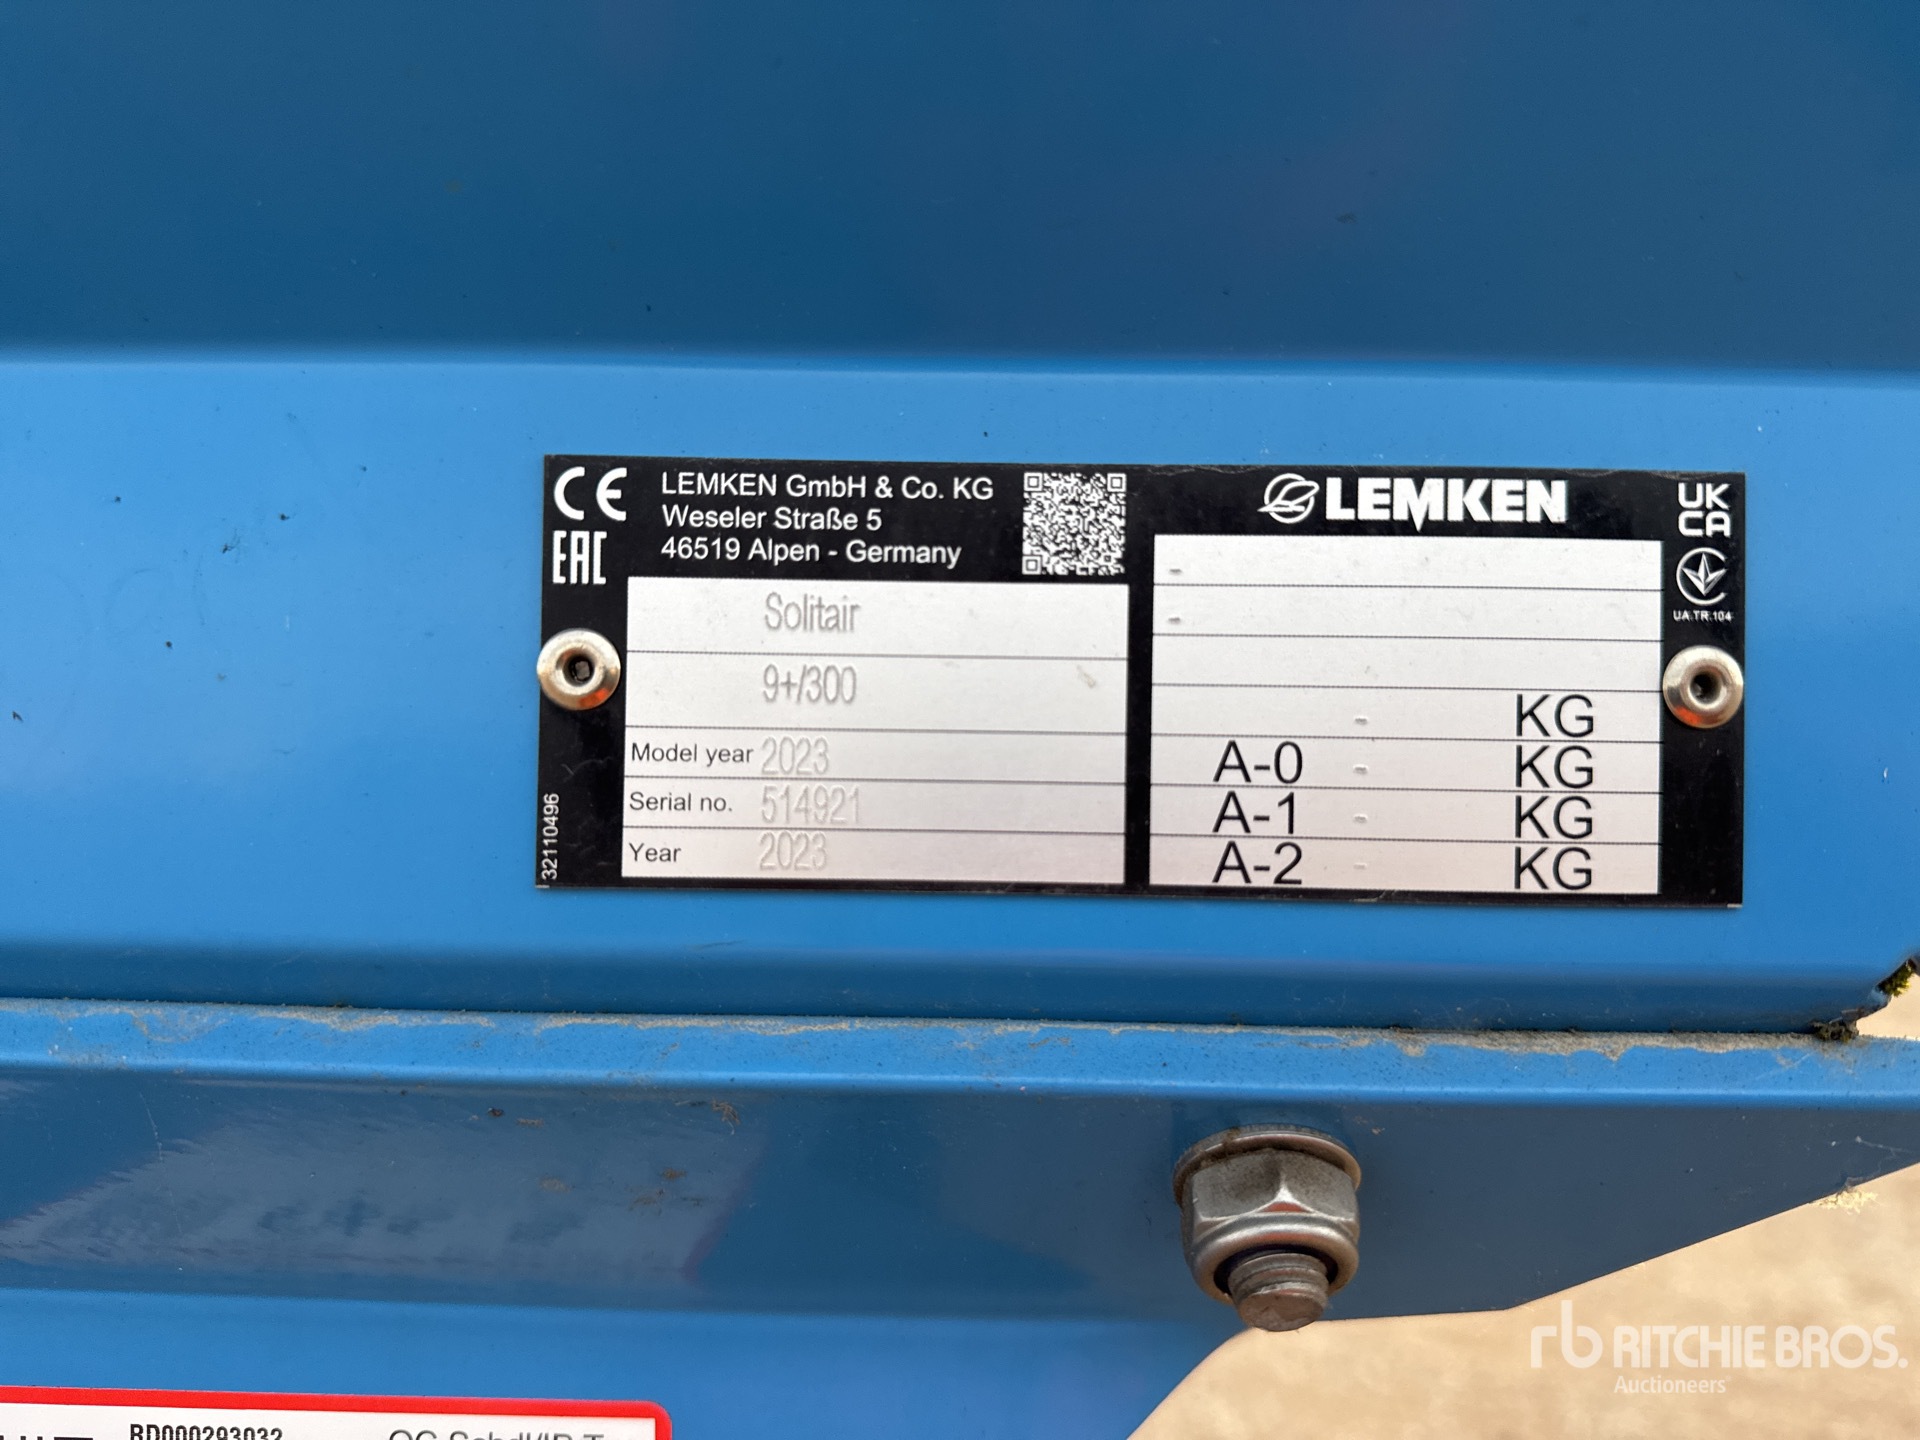 CE
EAC
LEMKEN GmbH & Co. KG
Weseler Straße 5
46519 Alpen - Germany
Solitair
9+/300
Model year 2023
Serial no. 514921
Year 2023
32110496
LEMKEN
UK
CA
UA.TR.104
-
-
- KG
A-0 - KG
A-1 - KG
A-2 - KG
RD000293032
rb RITCHIE BROS.
Auctioneers